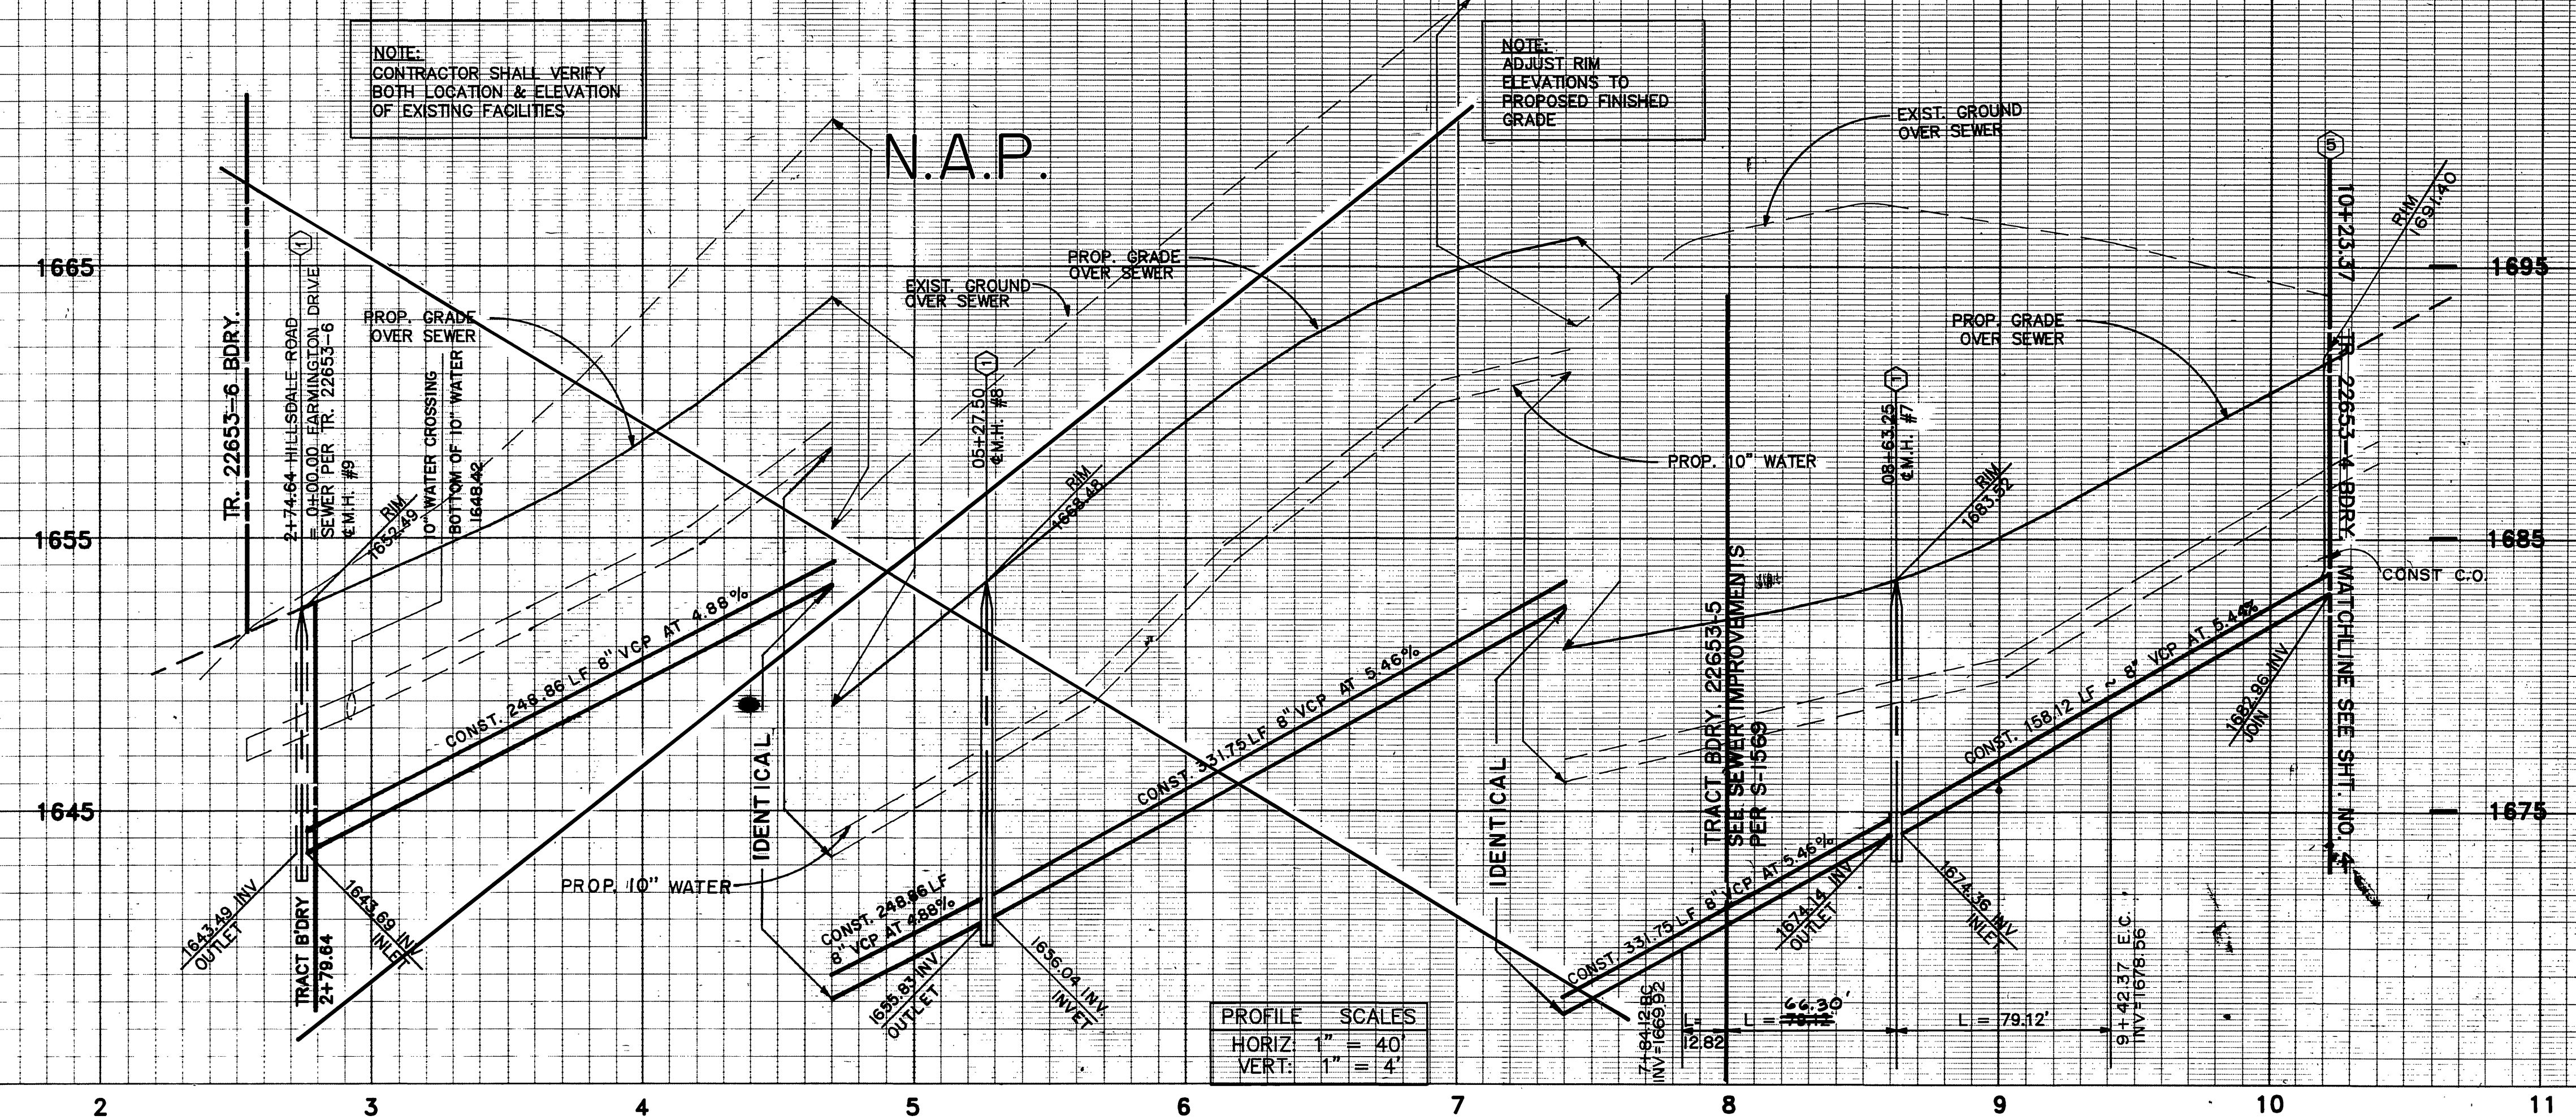 NOTE:
CONTRACTOR SHALL VERIFY
BOTH LOCATION & ELEVATION
OF EXISTING FACILITIES
N.A.P.
NOTE:
ADJUST RIM
ELEVATIONS TO
PROPOSED FINISHED
GRADE
EXIST. GROUND
OVER SEWER
5
10+23.37
TR. 22653-4 BDRY. MATCHLINE SEE SHT. NO. 4
RIM
1691.40
1665
1655
1645
1695
1685
1675
TR. 22653-6 BDRY.
1
2+74.64 HILLSDALE ROAD
= 0+00.00 FARMINGTON DRIVE
SEWER PER TR. 22653-6
℄ M.H. #9
PROP. GRADE
OVER SEWER
RIM
1652.49
0" WATER CROSSING
BOTTOM OF 10" WATER
1648.42
EXIST. GROUND
OVER SEWER
PROP. GRADE
OVER SEWER
1
05+27.50
℄ M.H. #8
RIM
1668.48
PROP. 10" WATER
1
08+63.25
℄ M.H. #7
RIM
1683.52
PROP. GRADE
OVER SEWER
CONST C.O.
CONST. 248.86 LF 8" VCP AT 4.88%
IDENTICAL
PROP. 10" WATER
CONST. 248.86 LF
8" VCP AT 4.88%
CONST. 331.75 LF 8" VCP AT 5.46%
IDENTICAL
TRACT BDRY. 22653-5
SEE SEWER IMPROVEMENTS
PER S-1569
CONST. 331.75 LF 8" VCP AT 5.46%
CONST. 158.12 LF ~ 8" VCP AT 5.44%
1682.96 INV
JOIN
1643.49 INV
OUTLET
TRACT B'DRY
2+79.64
1643.69 INV
INLET
1655.83 INV
OUTLET
1656.04 INV
INVET
1674.14 INV
OUTLET
1674.36 INV
INLET
PROFILE SCALES
HORIZ: 1" = 40'
VERT: 1" = 4'
7+84.12 BC
INV=1669.92
L=
12.82
66.30'
L = 79.12'
L = 79.12'
9+42.37 E.C.
INV=1678.56
2 3 4 5 6 7 8 9 10 11